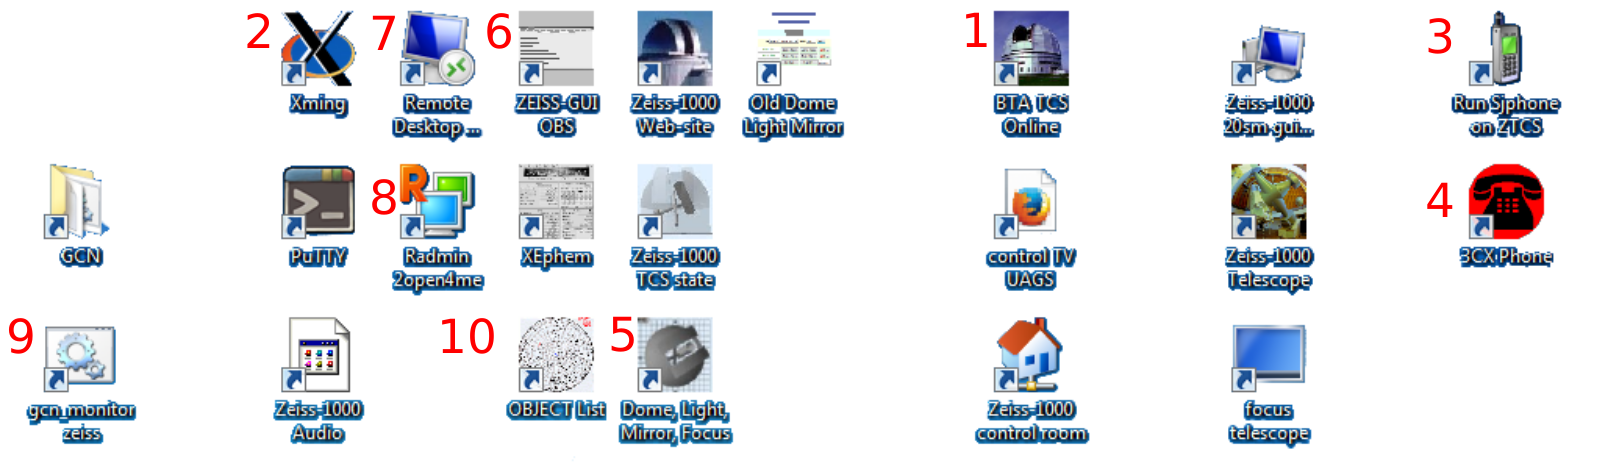 2
Xming
7
Remote
Desktop ...
6
ZEISS-GUI
OBS
Zeiss-1000
Web-site
Old Dome
Light Mirror
1
BTA TCS
Online
Zeiss-1000
20sm-gui...
3
Run Sjphone
on ZTCS
GCN
PuTTY
8
Radmin
2open4me
XEphem
Zeiss-1000
TCS state
control TV
UAGS
Zeiss-1000
Telescope
4
3CX Phone
9
gcn_monitor
zeiss
Zeiss-1000
Audio
10
OBJECT List
5
Dome, Light,
Mirror, Focus
Zeiss-1000
control room
focus
telescope